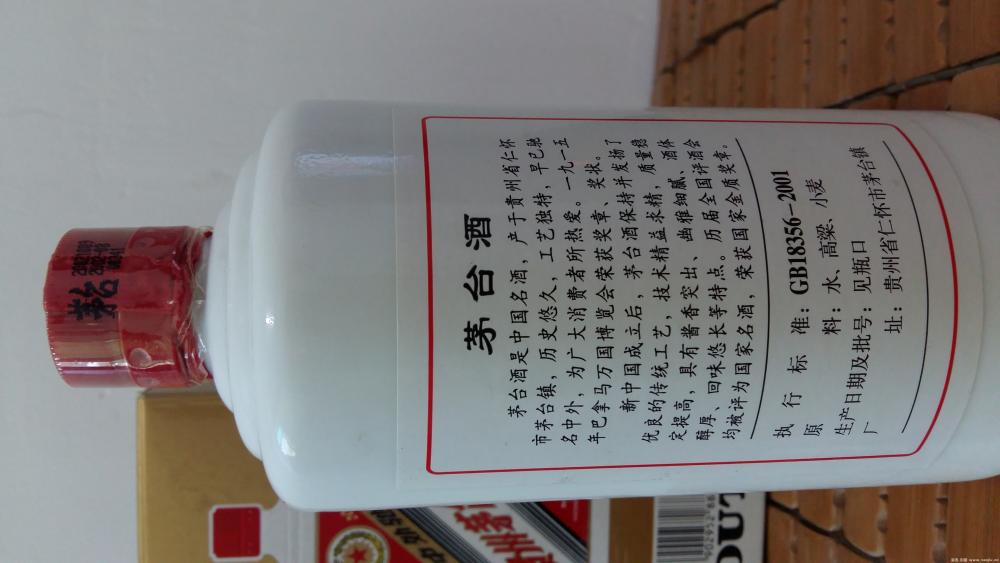 茅台
茅台酒
茅台酒是中国名酒，产于贵州省仁怀
市茅台镇，历史悠久，工艺独特，早已驰
名中外，为广大消费者所热爱。一九一五
年巴拿马万国博览会荣获奖章、奖状。
新中国成立后，茅台酒保持并发扬了
优良的传统工艺，技术精益求精，质量稳
定提高，具有酱香突出、幽雅细腻、酒体
醇厚、回味悠长等特点。历届全国评酒会
均被评为国家名酒，荣获国家金质奖章。
执行标准：GB18356-2001
原料：水、高粱、小麦
生产日期及批号：见瓶口
厂址：贵州省仁怀市茅台镇